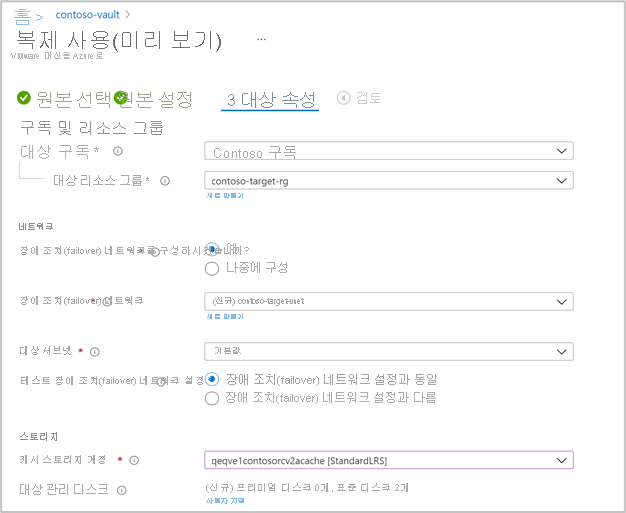 홈 > contoso-vault >
복제 사용(미리 보기) ...
VMware 머신을 Azure로
원본 선택 원본 설정 3 대상 속성 4 검토
구독 및 리소스 그룹
대상 구독 * Contoso 구독
대상 리소스 그룹 * contoso-target-rg
새로 만들기
네트워크
장애 조치(failover) 네트워크를 구성하시겠습니까? * 예
나중에 구성
장애 조치(failover) 네트워크 * (신규) contoso-target-vnet
새로 만들기
대상 서브넷 * 기본값
테스트 장애 조치(failover) 네트워크 설정 장애 조치(failover) 네트워크 설정과 동일
장애 조치(failover) 네트워크 설정과 다름
스토리지
캐시 스토리지 계정 * qeqve1contosorcv2acache [StandardLRS]
대상 관리 디스크 (신규) 프리미엄 디스크 0개, 표준 디스크 2개
사용자 지정